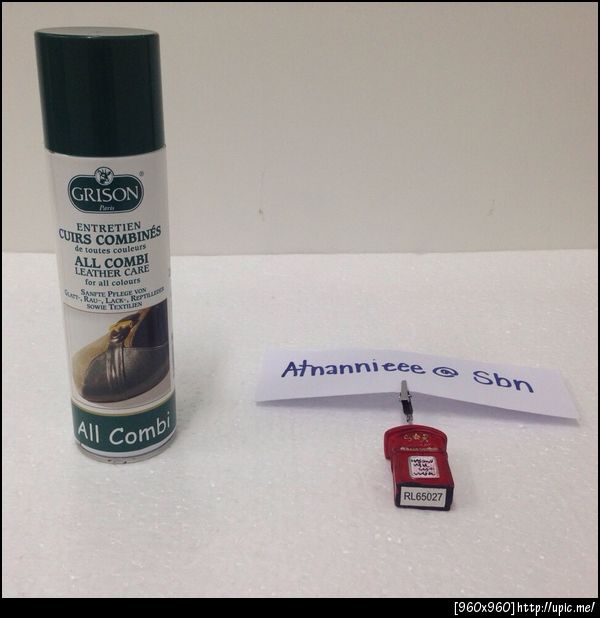 GRISON
Paris
ENTRETIEN
CUIRS COMBINÉS
de toutes couleurs
ALL COMBI
LEATHER CARE
for all colours
SANFTE PFLEGE VON
GLATT-, RAU-, LACK-, REPTILLEDER
SOWIE TEXTILIEN
All Combi
Atnannieee @ Sbn
RL65027
[960x960] http://upic.me/